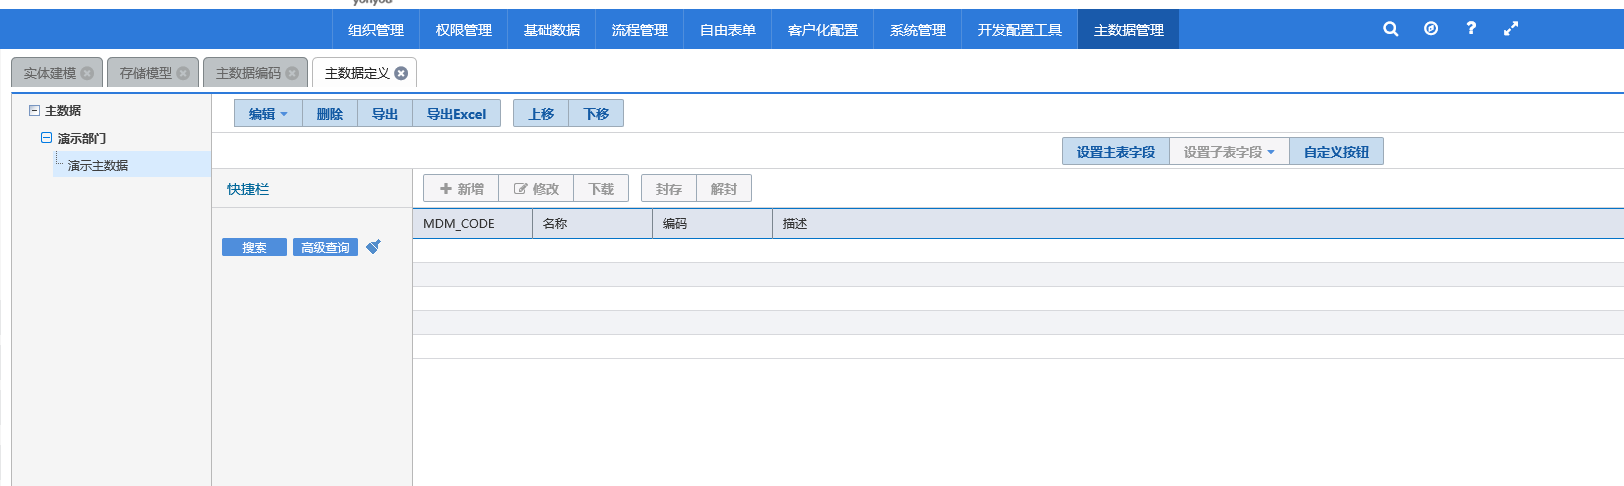 yonyou
组织管理 权限管理 基础数据 流程管理 自由表单 客户化配置 系统管理 开发配置工具 主数据管理
实体建模 存储模型 主数据编码 主数据定义
主数据
演示部门
演示主数据
编辑 删除 导出 导出Excel 上移 下移
设置主表字段 设置子表字段 自定义按钮
快捷栏
搜索 高级查询
新增 修改 下载 封存 解封
MDM_CODE 名称 编码 描述